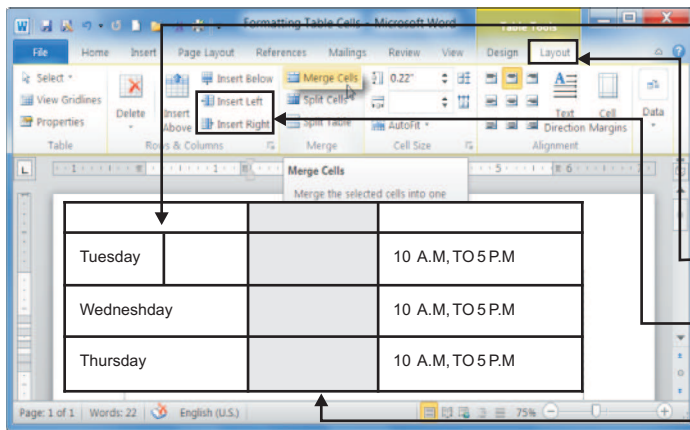 Formatting Table Cells - Microsoft Word
Table Tools
File Home Insert Page Layout References Mailings Review View Design Layout
Select
View Gridlines
Properties
Table
Delete
Insert Above
Insert Below
Insert Left
Insert Right
Rows & Columns
Merge Cells
Split Cells
Split Table
Merge
0.22"
AutoFit
Cell Size
Text Direction
Cell Margins
Alignment
Data
Merge Cells
Merge the selected cells into one
Tuesday 10 A.M, TO 5 P.M
Wedneshday 10 A.M, TO 5 P.M
Thursday 10 A.M, TO 5 P.M
Page: 1 of 1 Words: 22 English (U.S.) 75%